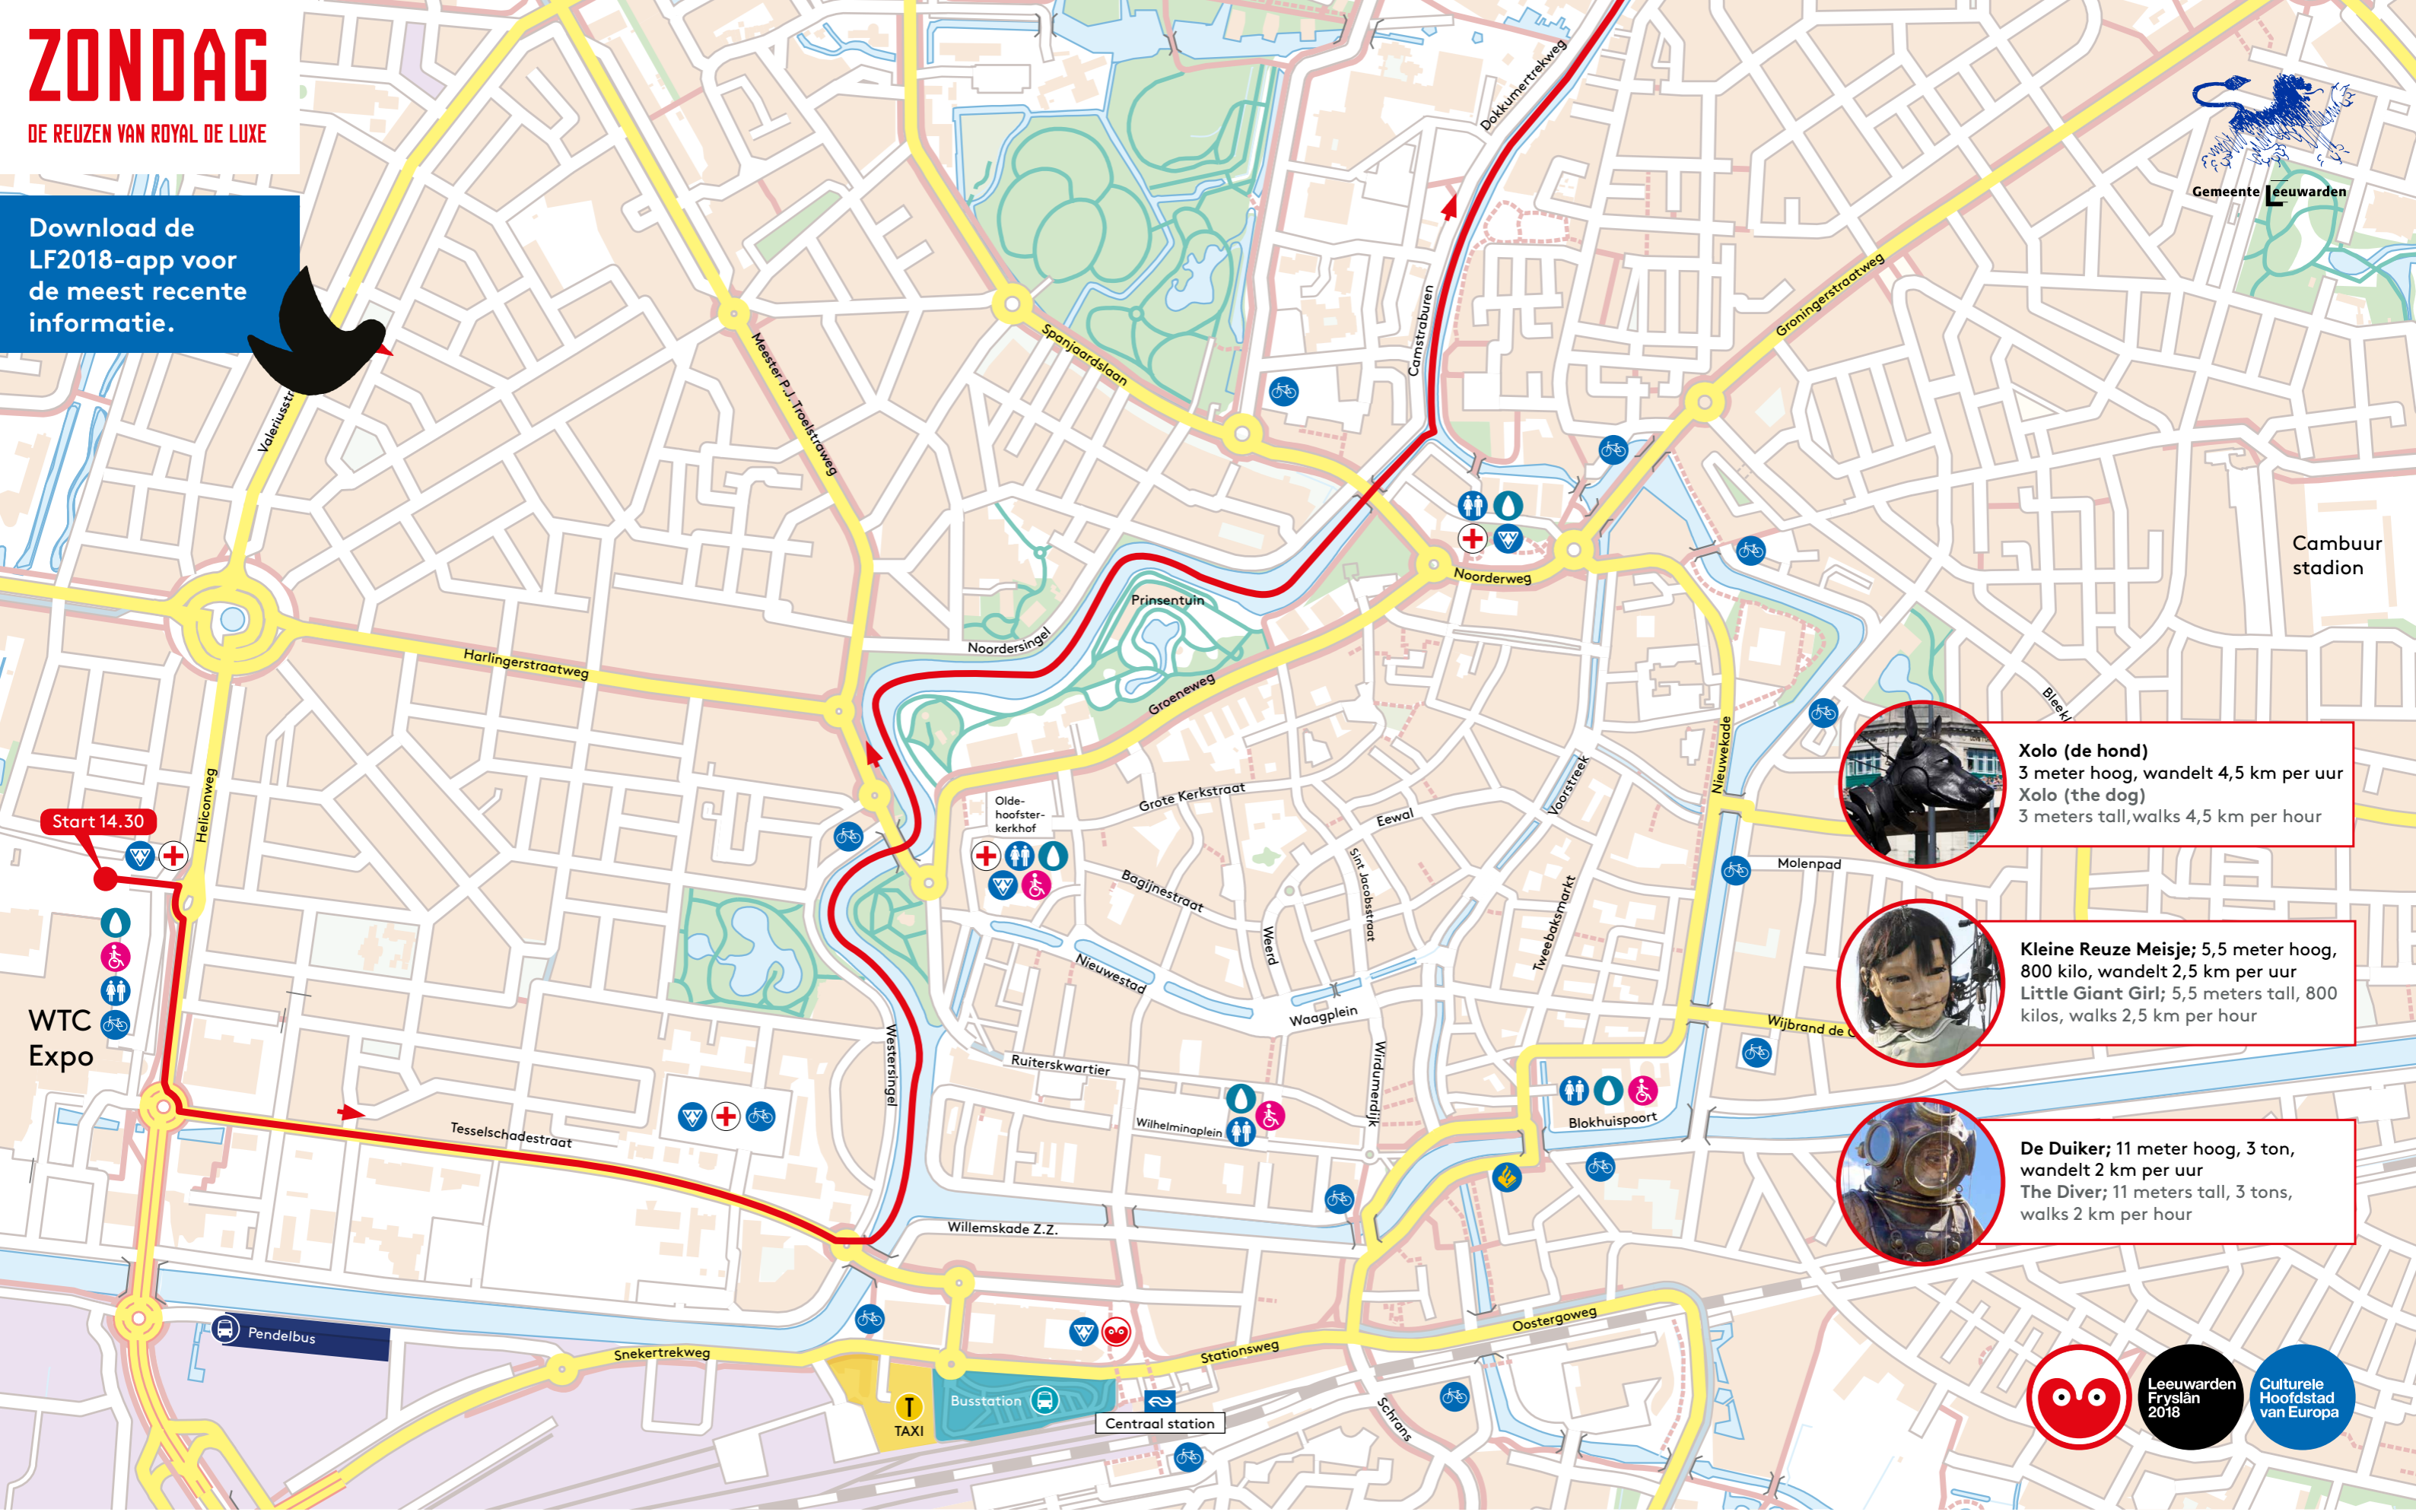 ZONDAG
DE REUZEN VAN ROYAL DE LUXE
Download de
LF2018-app voor
de meest recente
informatie.
Gemeente Leeuwarden
Dokkumertrekweg
Camstraburen
Groningerstraatweg
Spanjaardslaan
Meester P.J. Troelstraweg
Cambuur
stadion
Noorderweg
Prinsentuin
Noordersingel
Harlingerstraatweg
Groeneweg
Heliconweg
Nieuwekade
Voorstreek
Xolo (de hond)
3 meter hoog, wandelt 4,5 km per uur
Xolo (the dog)
3 meters tall,walks 4,5 km per hour
Start 14.30
Olde-
hoofster-
kerkhof
Grote Kerkstraat
Eewal
Sint Jacobsstraat
Bagijnestraat
Tweebaksmarkt
Molenpad
Weerd
Nieuwestad
Waagplein
Kleine Reuze Meisje; 5,5 meter hoog,
800 kilo, wandelt 2,5 km per uur
Little Giant Girl; 5,5 meters tall, 800
kilos, walks 2,5 km per hour
WTC
Expo
Wijbrand de
Westersingel
Ruiterskwartier
Wirdumerdijk
Wilhelminaplein
Blokhuispoort
Tesselschadestraat
De Duiker; 11 meter hoog, 3 ton,
wandelt 2 km per uur
The Diver; 11 meters tall, 3 tons,
walks 2 km per hour
Willemskade Z.Z.
Pendelbus
Snekertrekweg
Stationsweg
Oostergoweg
Schrans
T
TAXI
Busstation
Centraal station
Leeuwarden
Fryslân
2018
Culturele
Hoofdstad
van Europa